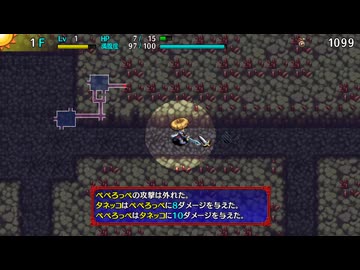 1F Lv 1 HP 7/ 15 1099
満腹度 97/ 100
ぺぺろっぺの攻撃は外れた。
タネッコはぺぺろっぺに8ダメージを与えた。
ぺぺろっぺはタネッコに10ダメージを与えた。